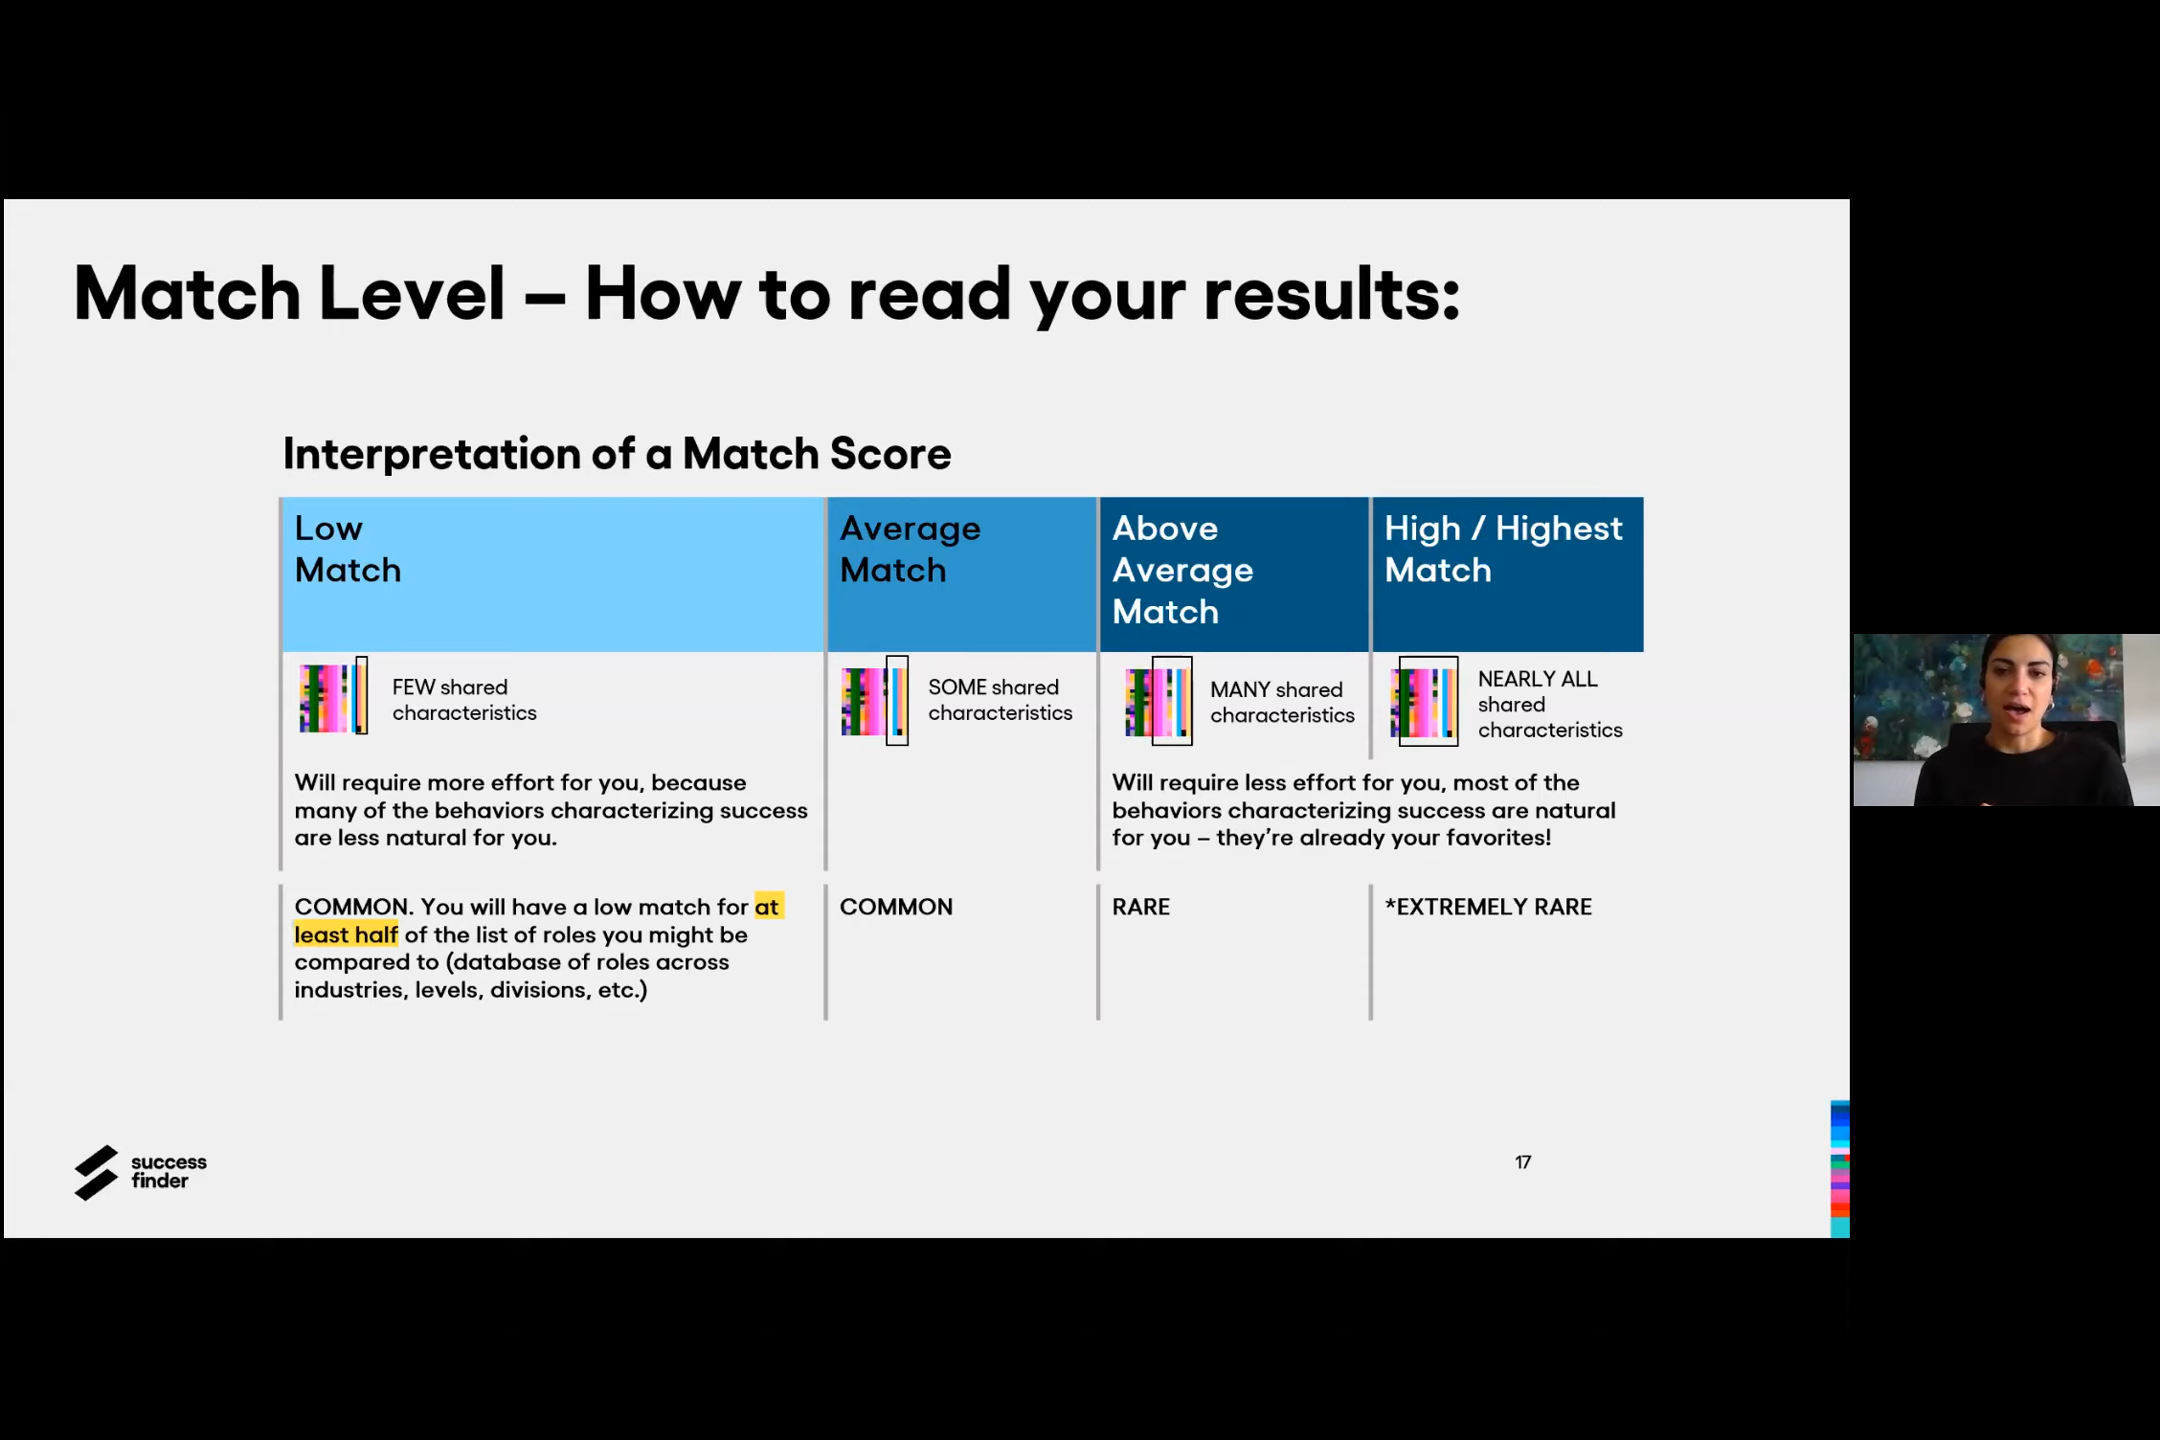 Match Level – How to read your results:
Interpretation of a Match Score
Low
Match
Average
Match
Above
Average
Match
High / Highest
Match
FEW shared
characteristics
SOME shared
characteristics
MANY shared
characteristics
NEARLY ALL
shared
characteristics
Will require more effort for you, because
many of the behaviors characterizing success
are less natural for you.
Will require less effort for you, most of the
behaviors characterizing success are natural
for you – they’re already your favorites!
COMMON. You will have a low match for at
least half of the list of roles you might be
compared to (database of roles across
industries, levels, divisions, etc.)
COMMON
RARE
*EXTREMELY RARE
success
finder
17